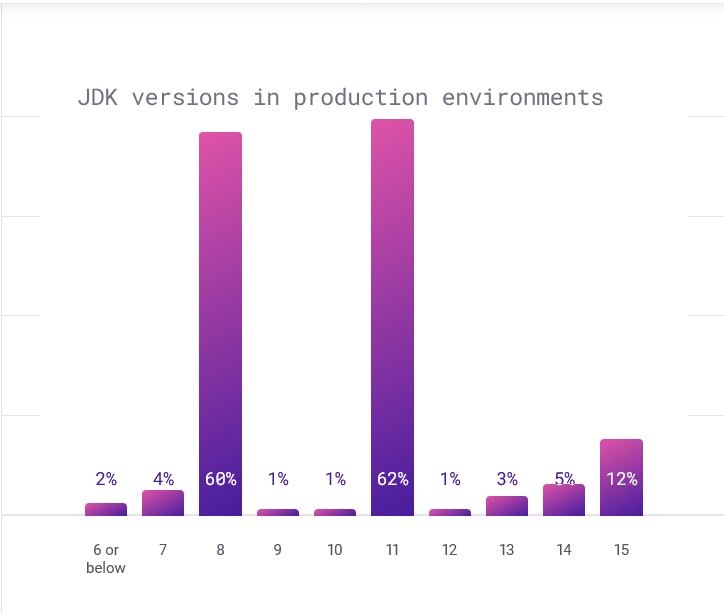 JDK versions in production environments
2% 4% 60% 1% 1% 62% 1% 3% 5% 12%
6 or 7 8 9 10 11 12 13 14 15
below